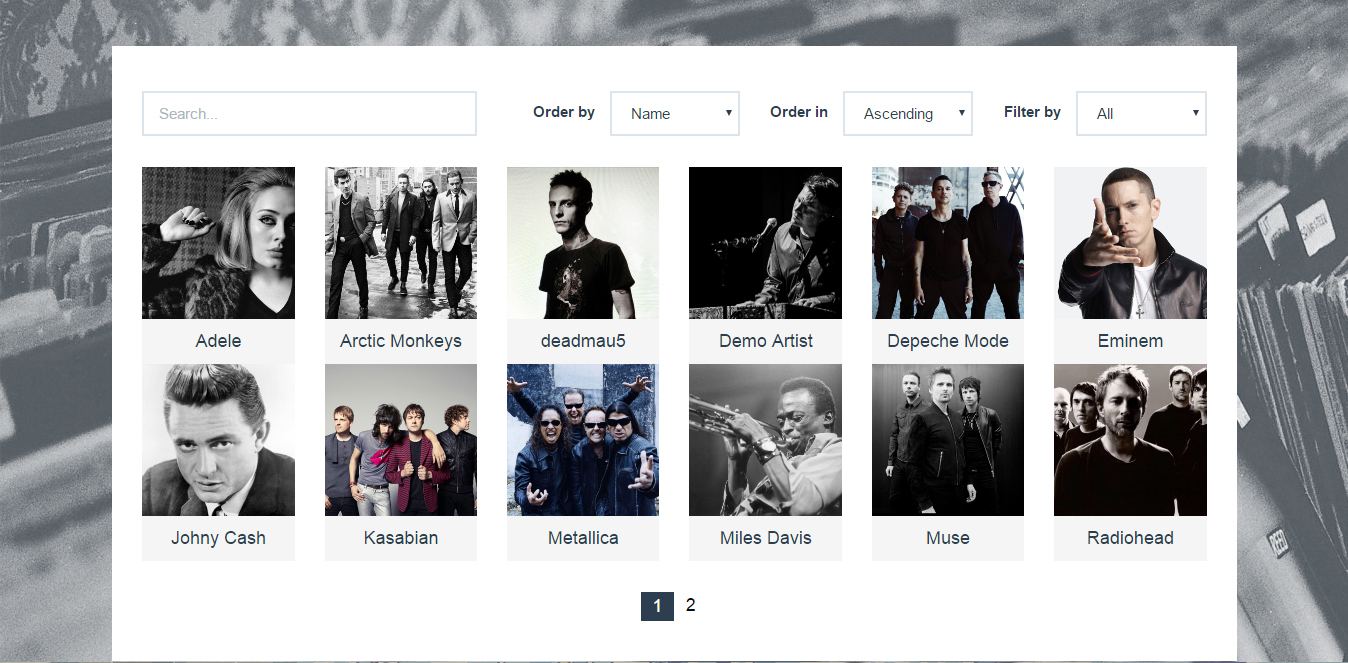 Search...
Order by Name Order in Ascending Filter by All
Adele Arctic Monkeys deadmau5 Demo Artist Depeche Mode Eminem
Johny Cash Kasabian Metallica Miles Davis Muse Radiohead
1 2